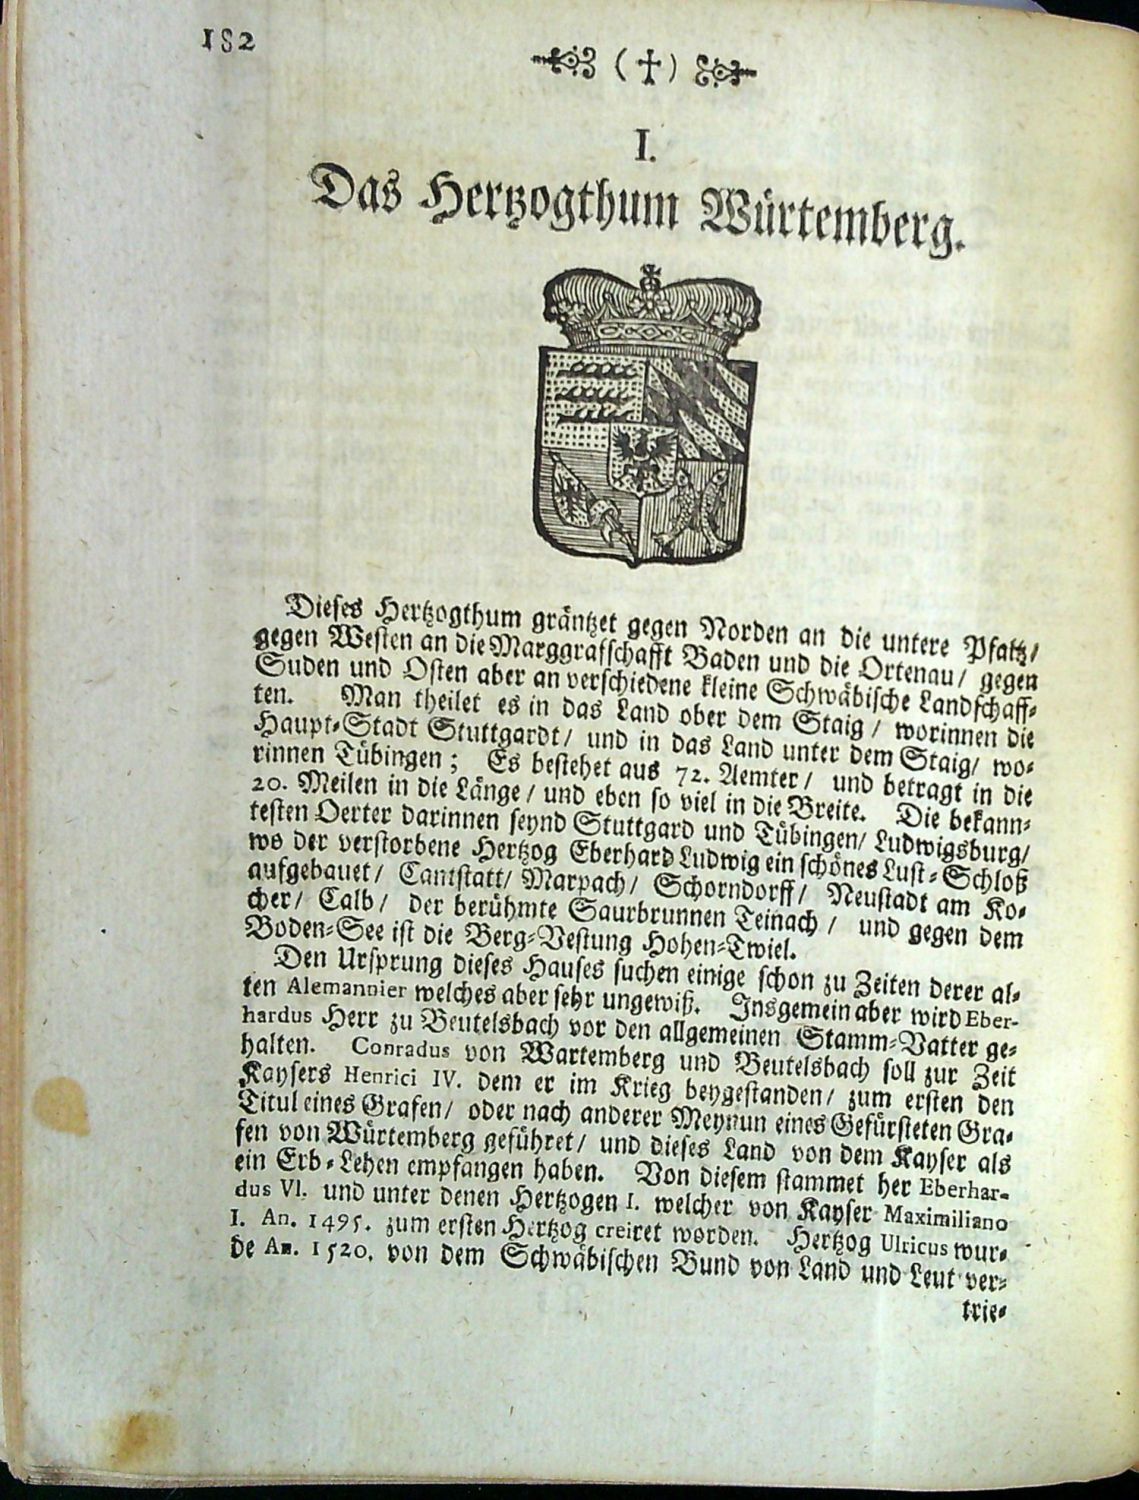 182
( † )
I.
Das Hertzogthum Würtemberg.
Dieses Hertzogthum gräntzet gegen Norden an die untere Pfaltz/
gegen Westen an die Marggrafschafft Baden und die Ortenau/ gegen
Suden und Osten aber an verschiedene kleine Schwäbische Landschaff-
ten. Man theilet es in das Land ober dem Staig / worinnen die
Haupt-Stadt Stuttgardt/ und in das Land unter dem Staig/ wo-
rinnen Tübingen ; Es bestehet aus 72. Aemter/ und betragt in die
20. Meilen in die Länge / und eben so viel in die Breite. Die bekann-
testen Oerter darinnen seynd Stuttgard und Tübingen/ Ludwigsburg/
wo der verstorbene Hertzog Eberhard Ludwig ein schönes Lust-Schloß
aufgebauet/ Cantstatt/ Marpach/ Schorndorff/ Neustadt am Ko-
cher/ Calb/ der berühmte Saurbrunnen Teinach / und gegen dem
Boden-See ist die Berg-Vestung Hohen-Twiel.
Den Ursprung dieses Hauses suchen einige schon zu Zeiten derer al-
ten Alemannier welches aber sehr ungewiß. Insgemein aber wird Eber-
hardus Herr zu Beutelsbach vor den allgemeinen Stamm-Vatter ge-
halten. Conradus von Wartemberg und Beutelsbach soll zur Zeit
Kaysers Henrici IV. dem er im Krieg beygestanden/ zum ersten den
Titul eines Grafen/ oder nach anderer Meynun eines Gefürsteten Gra-
fen von Würtemberg geführet/ und dieses Land von dem Kayser als
ein Erb-Lehen empfangen haben. Von diesem stammet her Eberhar-
dus VI. und unter denen Hertzogen I. welcher von Kayser Maximiliano
I. An. 1495. zum ersten Hertzog creiret worden. Hertzog Ulricus wur-
de An. 1520. von dem Schwäbischen Bund von Land und Leut ver-
trie-